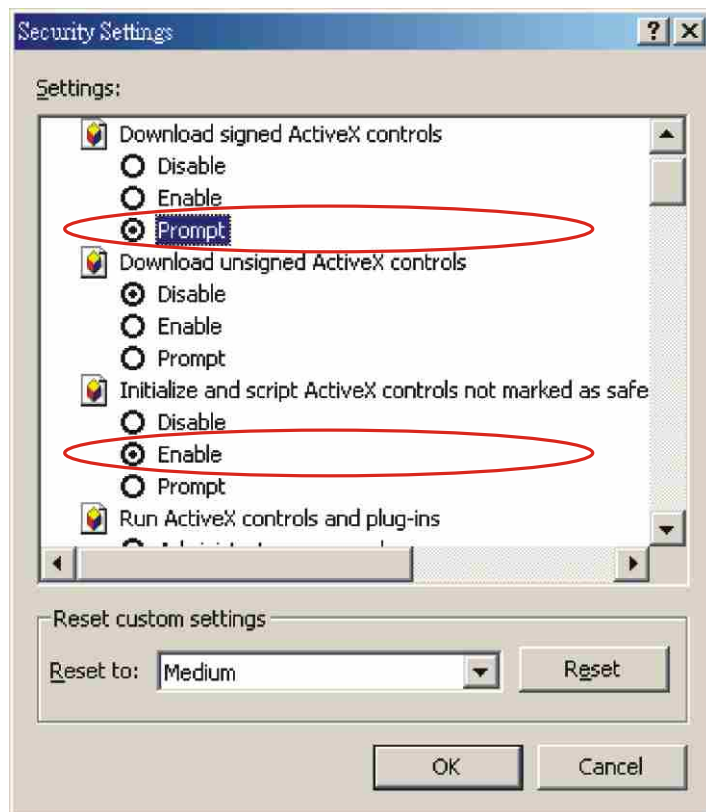 Security Settings
Settings:
Download signed ActiveX controls
Disable
Enable
Prompt
Download unsigned ActiveX controls
Disable
Enable
Prompt
Initialize and script ActiveX controls not marked as safe
Disable
Enable
Prompt
Run ActiveX controls and plug-ins
Reset custom settings
Reset to: Medium Reset
OK Cancel